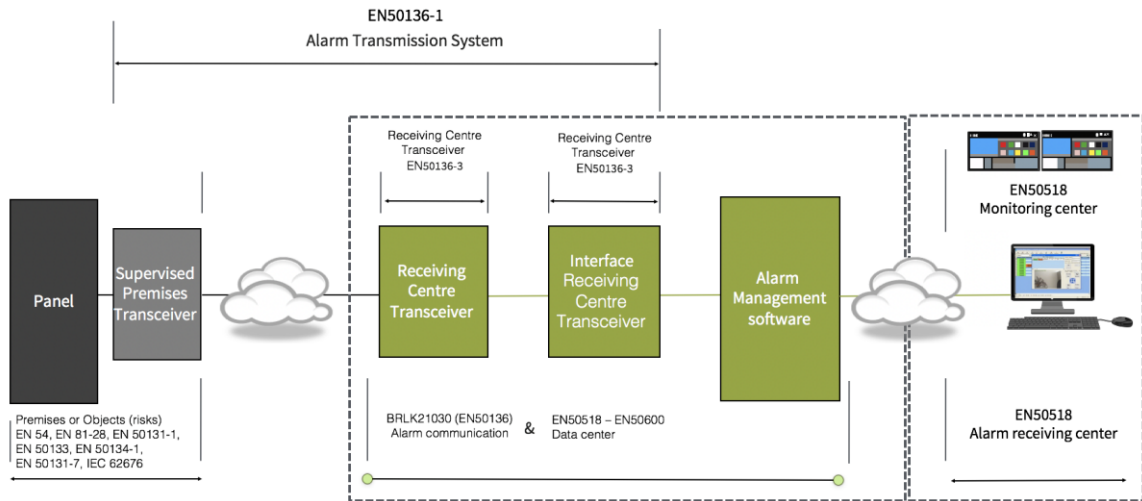 EN50136-1
Alarm Transmission System
Receiving Centre
Transceiver
EN50136-3
Receiving Centre
Transceiver
EN50136-3
EN50518
Monitoring center
Panel
Supervised
Premises
Transceiver
Receiving
Centre
Transceiver
Interface
Receiving
Centre
Transceiver
Alarm
Management
software
Premises or Objects (risks)
EN 54, EN 81-28, EN 50131-1,
EN 50133, EN 50134-1,
EN 50131-7, IEC 62676
BRLK21030 (EN50136)
Alarm communication
&
EN50518 – EN50600
Data center
EN50518
Alarm receiving center